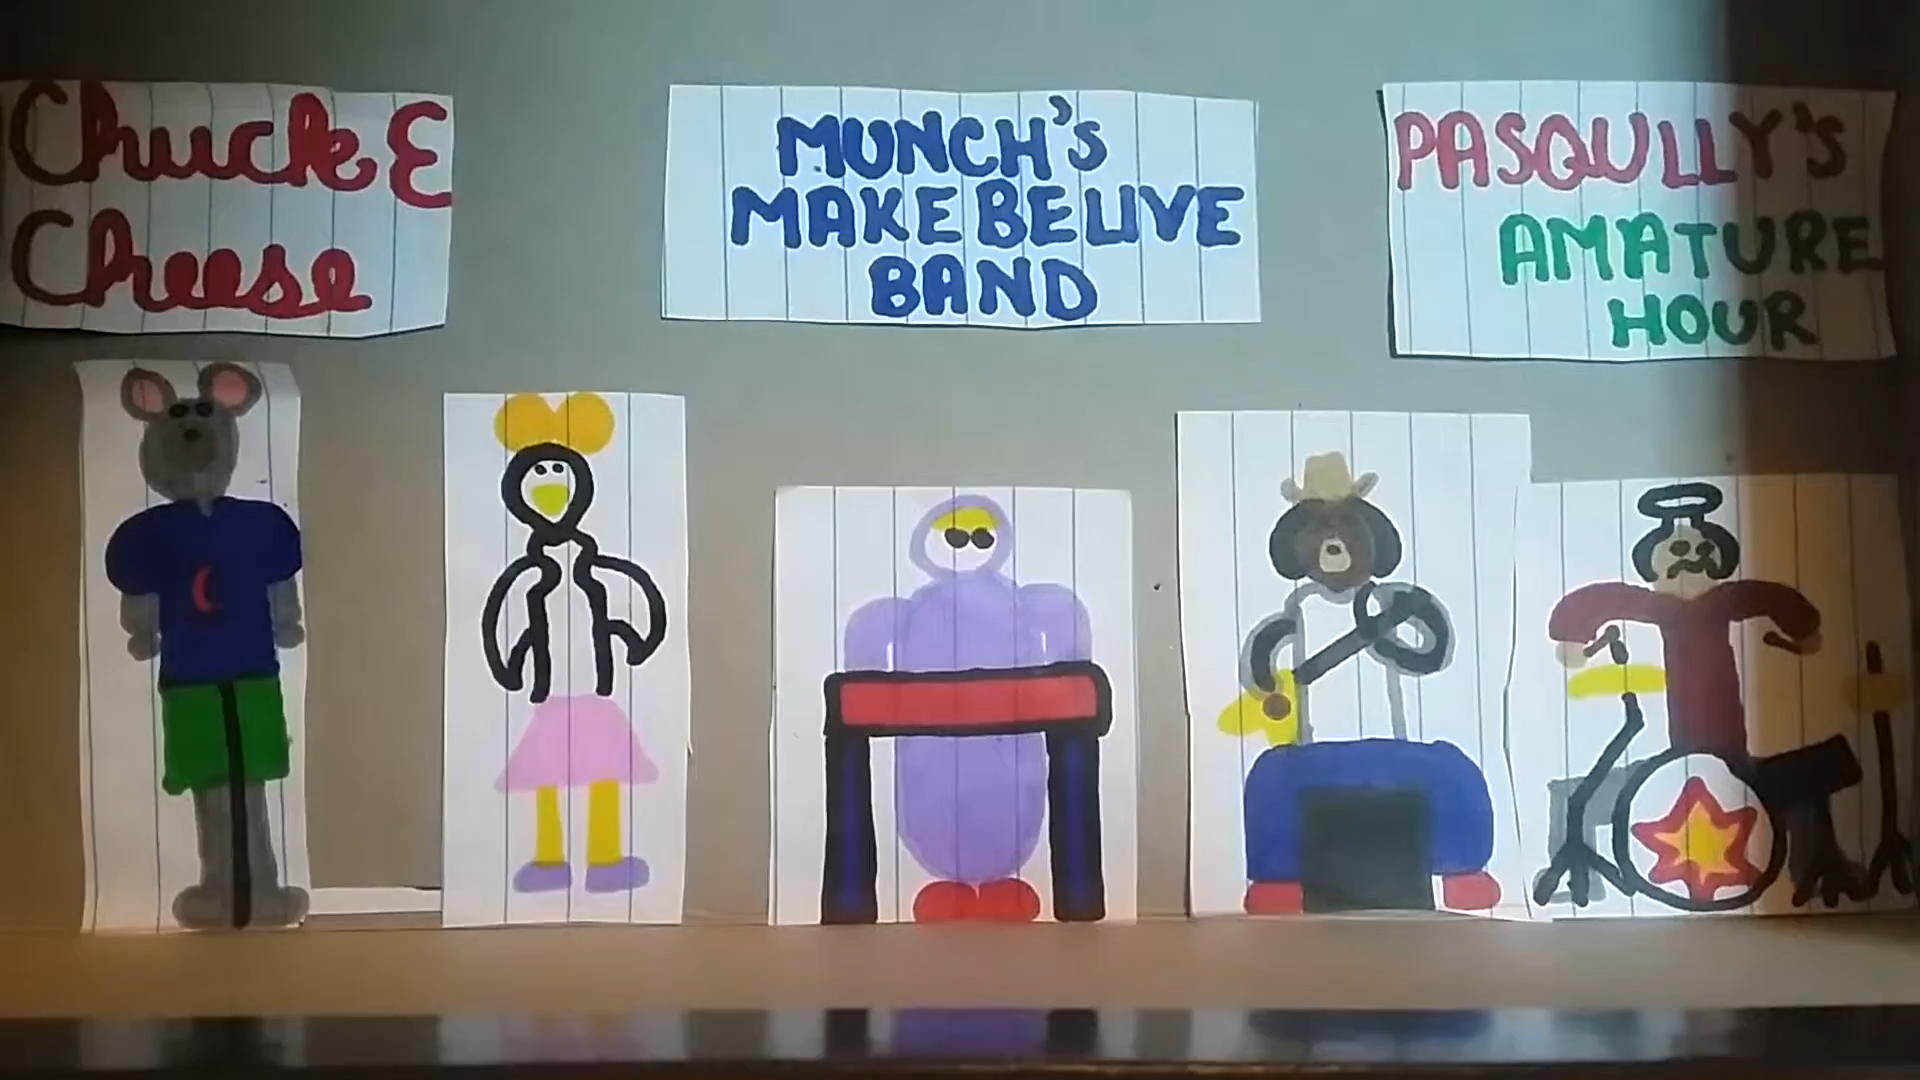 Chuck E
Cheese
MUNCH'S
MAKE BELIVE
BAND
PASQULLY'S
AMATURE
HOUR